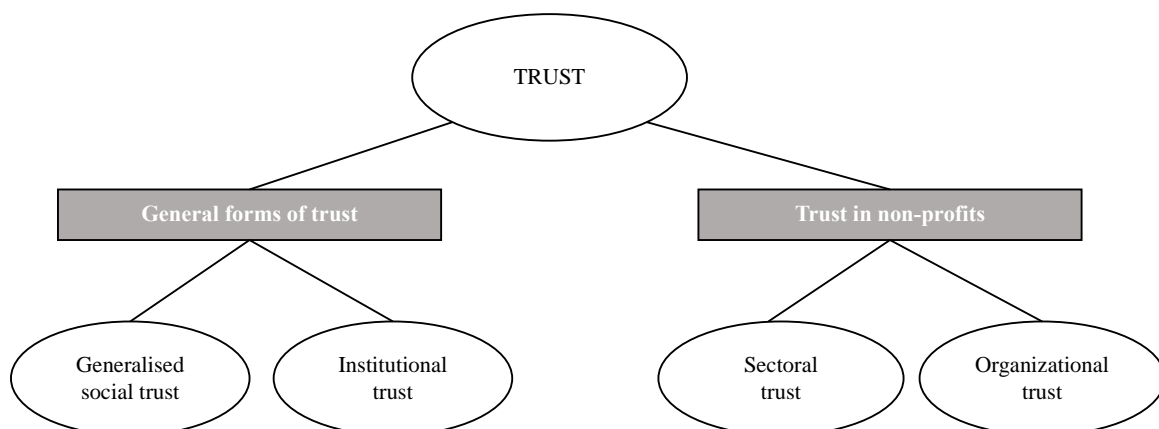 TRUST
General forms of trust
Trust in non-profits
Generalised
social trust
Institutional
trust
Sectoral
trust
Organizational
trust